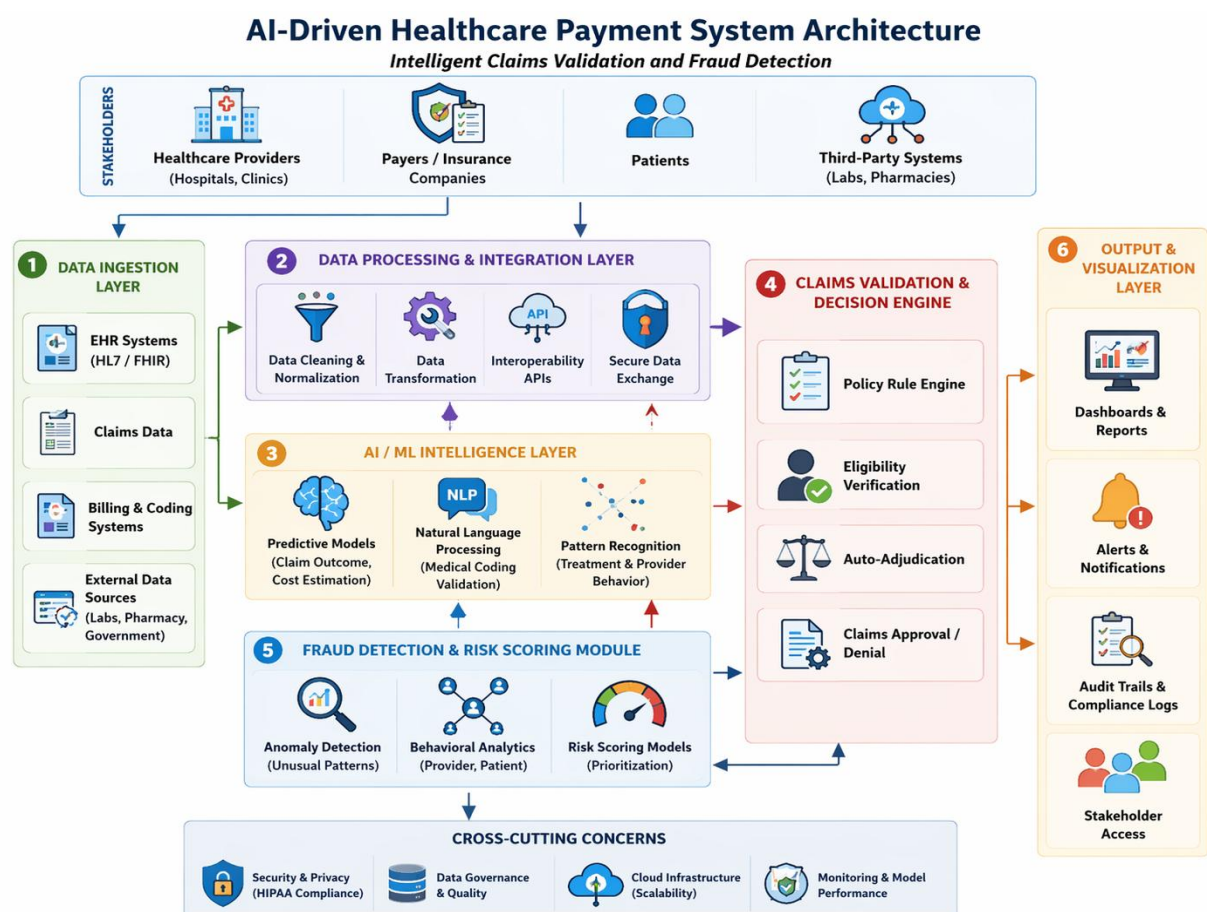 AI-Driven Healthcare Payment System Architecture
Intelligent Claims Validation and Fraud Detection
STAKEHOLDERS
Healthcare Providers
(Hospitals, Clinics)
Payers / Insurance
Companies
Patients
Third-Party Systems
(Labs, Pharmacies)
1
DATA INGESTION
LAYER
EHR Systems
(HL7 / FHIR)
Claims Data
Billing & Coding
Systems
External Data
Sources
(Labs, Pharmacy,
Government)
2
DATA PROCESSING & INTEGRATION LAYER
Data Cleaning &
Normalization
Data
Transformation
API
Interoperability
APIs
Secure Data
Exchange
3
AI / ML INTELLIGENCE LAYER
Predictive Models
(Claim Outcome,
Cost Estimation)
NLP
Natural Language
Processing
(Medical Coding
Validation)
Pattern Recognition
(Treatment & Provider
Behavior)
4
CLAIMS VALIDATION &
DECISION ENGINE
Policy Rule Engine
Eligibility
Verification
Auto-Adjudication
Claims Approval /
Denial
5
FRAUD DETECTION & RISK SCORING MODULE
Anomaly Detection
(Unusual Patterns)
Behavioral Analytics
(Provider, Patient)
Risk Scoring Models
(Prioritization)
6
OUTPUT &
VISUALIZATION
LAYER
Dashboards &
Reports
Alerts &
Notifications
Audit Trails &
Compliance Logs
Stakeholder
Access
CROSS-CUTTING CONCERNS
Security & Privacy
(HIPAA Compliance)
Data Governance
& Quality
Cloud Infrastructure
(Scalability)
Monitoring & Model
Performance